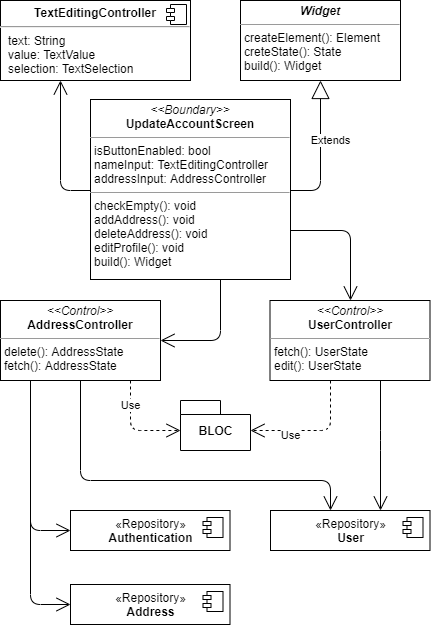 TextEditingController
text: String
value: TextValue
selection: TextSelection
Widget
createElement(): Element
creteState(): State
build(): Widget
Extends
<<Boundary>>
UpdateAccountScreen
isButtonEnabled: bool
nameInput: TextEditingController
addressInput: AddressController
checkEmpty(): void
addAddress(): void
deleteAddress(): void
editProfile(): void
build(): Widget
<<Control>>
AddressController
delete(): AddressState
fetch(): AddressState
<<Control>>
UserController
fetch(): UserState
edit(): UserState
Use
BLOC
Use
«Repository»
Authentication
«Repository»
User
«Repository»
Address